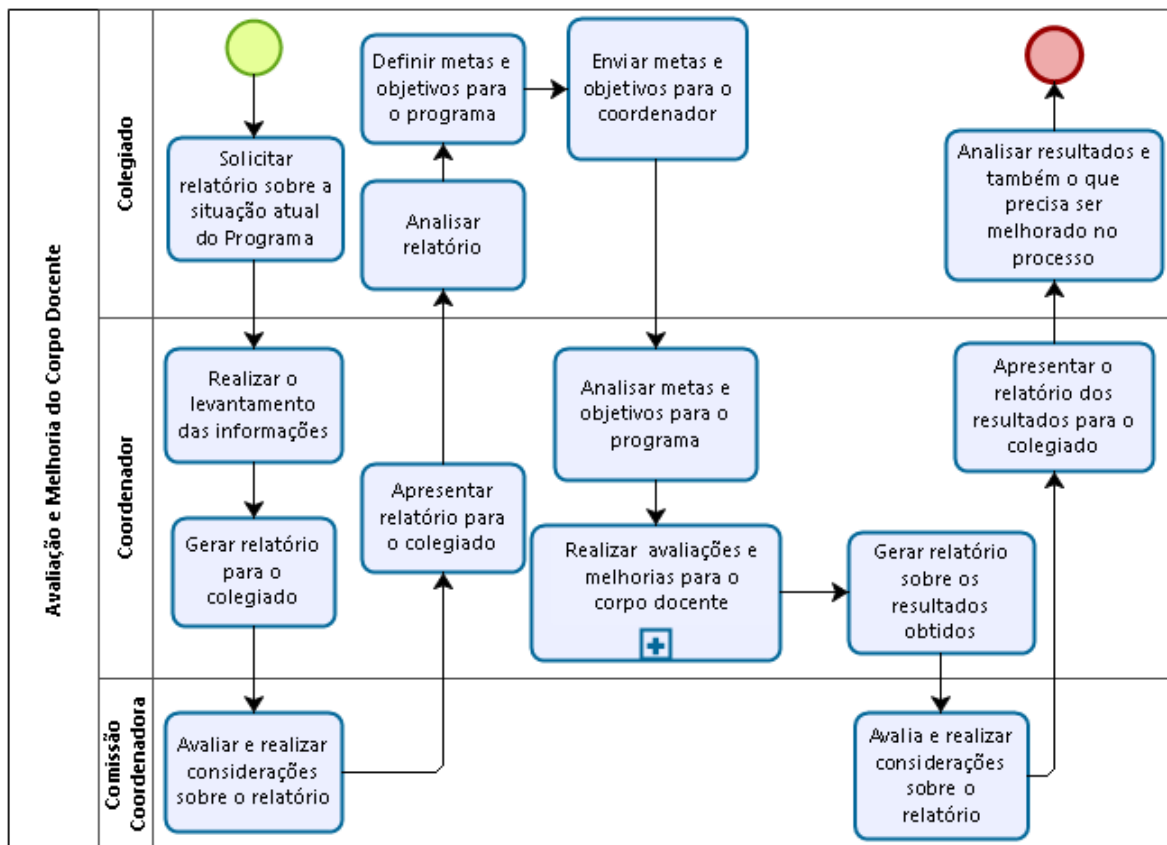 Avaliação e Melhoria do Corpo Docente
Colegiado
Solicitar
relatório sobre a
situação atual
do Programa
Definir metas e
objetivos para
o programa
Analisar
relatório
Enviar metas e
objetivos para o
coordenador
Analisar resultados e
também o que
precisa ser
melhorado no
processo
Coordenador
Realizar o
levantamento
das informações
Gerar relatório
para o
colegiado
Apresentar
relatório para
o colegiado
Analisar metas e
objetivos para o
programa
Realizar avaliações e
melhorias para o
corpo docente
Gerar relatório
sobre os
resultados
obtidos
Apresentar o
relatório dos
resultados para o
colegiado
Comissão
Coordenadora
Avaliar e realizar
considerações
sobre o relatório
Avalia e realizar
considerações
sobre o
relatório